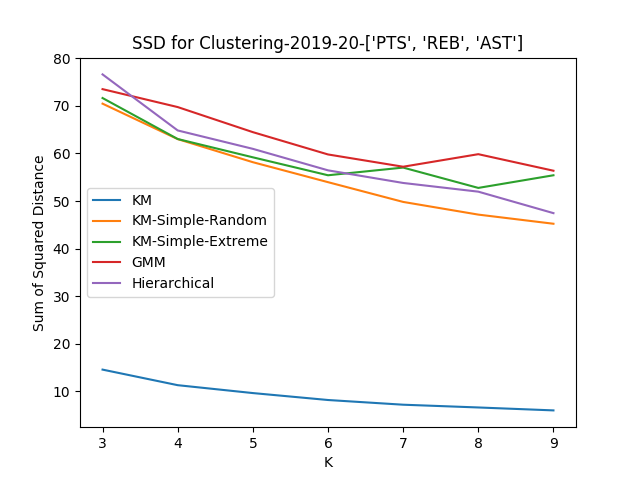 SSD for Clustering-2019-20-['PTS', 'REB', 'AST']
80
70
60
50
40
30
20
10
Sum of Squared Distance
KM
KM-Simple-Random
KM-Simple-Extreme
GMM
Hierarchical
3 4 5 6 7 8 9
K